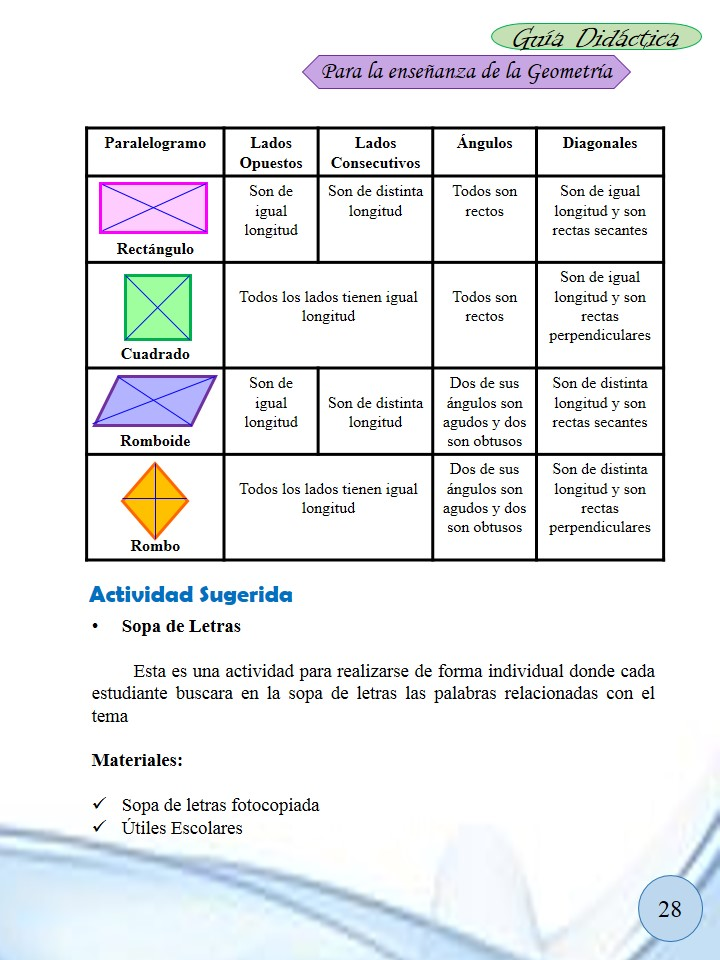 Guía Didáctica
Para la enseñanza de la Geometría
Paralelogramo
Lados
Opuestos
Lados
Consecutivos
Ángulos
Diagonales
Rectángulo
Son de
igual
longitud
Son de distinta
longitud
Todos son
rectos
Son de igual
longitud y son
rectas secantes
Cuadrado
Todos los lados tienen igual
longitud
Todos son
rectos
Son de igual
longitud y son
rectas
perpendiculares
Romboide
Son de
igual
longitud
Son de distinta
longitud
Dos de sus
ángulos son
agudos y dos
son obtusos
Son de distinta
longitud y son
rectas secantes
Rombo
Todos los lados tienen igual
longitud
Dos de sus
ángulos son
agudos y dos
son obtusos
Son de distinta
longitud y son
rectas
perpendiculares
Actividad Sugerida
• Sopa de Letras
Esta es una actividad para realizarse de forma individual donde cada
estudiante buscara en la sopa de letras las palabras relacionadas con el
tema
Materiales:
✓ Sopa de letras fotocopiada
✓ Útiles Escolares
28